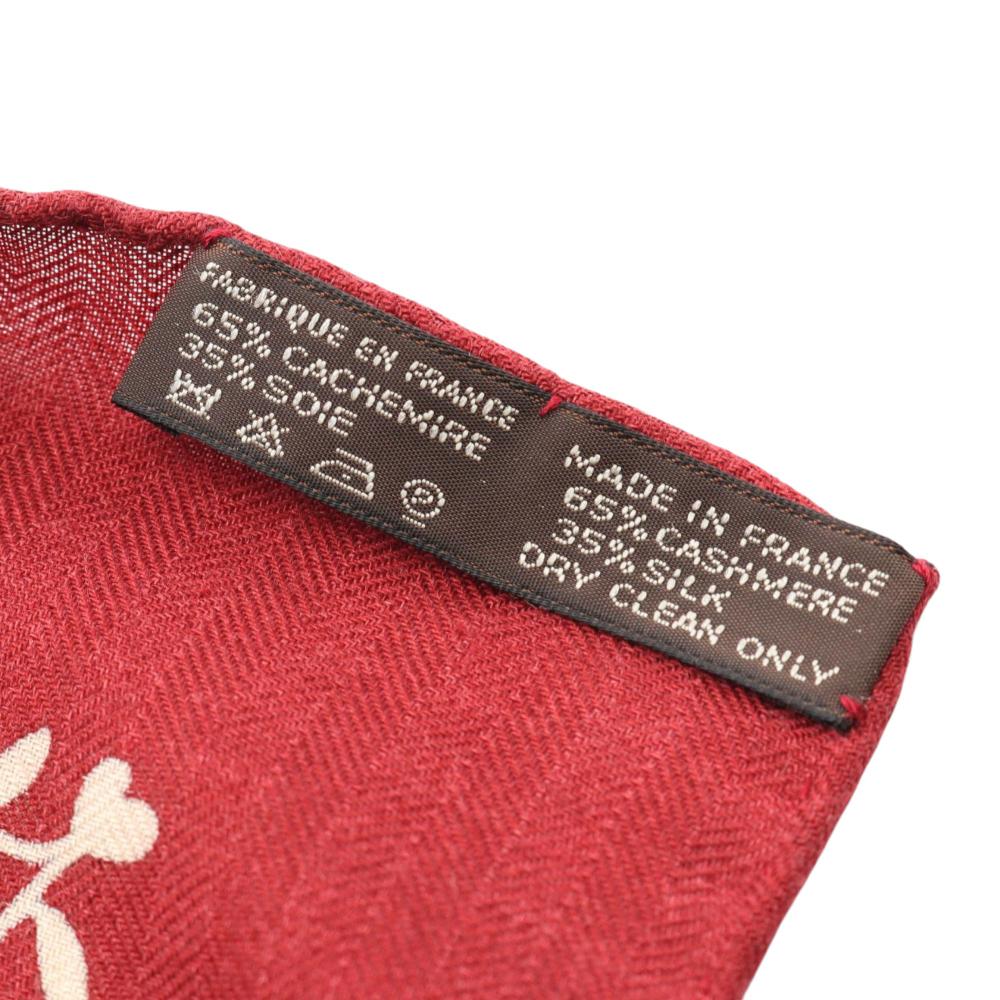 FABRIQUE EN FRANCE
65% CACHEMIRE
35% SOIE
P
MADE IN FRANCE
65% CASHMERE
35% SILK
DRY CLEAN ONLY